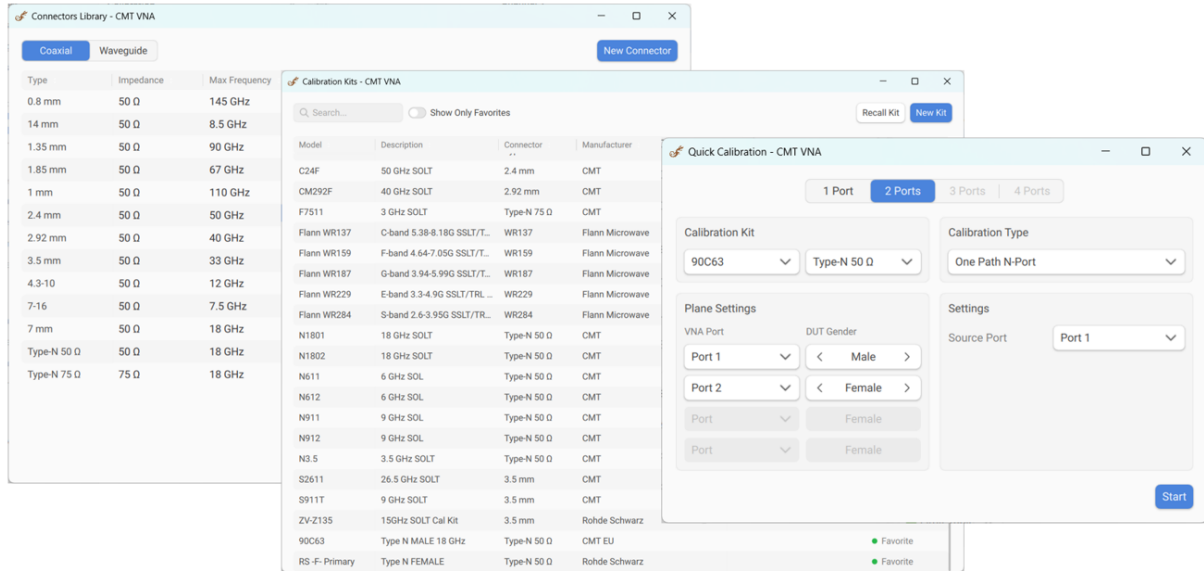 Connectors Library - CMT VNA
Coaxial Waveguide New Connector
Type Impedance Max Frequency
0.8 mm 50 Ω 145 GHz
14 mm 50 Ω 8.5 GHz
1.35 mm 50 Ω 90 GHz
1.85 mm 50 Ω 67 GHz
1 mm 50 Ω 110 GHz
2.4 mm 50 Ω 50 GHz
2.92 mm 50 Ω 40 GHz
3.5 mm 50 Ω 33 GHz
4.3-10 50 Ω 12 GHz
7-16 50 Ω 7.5 GHz
7 mm 50 Ω 18 GHz
Type-N 50 Ω 50 Ω 18 GHz
Type-N 75 Ω 75 Ω 18 GHz
Calibration Kits - CMT VNA
Search... Show Only Favorites Recall Kit New Kit
Model Description Connector Manufacturer
C24F 50 GHz SOLT 2.4 mm CMT
CM292F 40 GHz SOLT 2.92 mm CMT
F7511 3 GHz SOLT Type-N 75 Ω CMT
Flann WR137 C-band 5.38-8.18G SSLT/T... WR137 Flann Microwave
Flann WR159 F-band 4.64-7.05G SSLT/T... WR159 Flann Microwave
Flann WR187 G-band 3.94-5.99G SSLT/T... WR187 Flann Microwave
Flann WR229 E-band 3.3-4.9G SSLT/TRL ... WR229 Flann Microwave
Flann WR284 S-band 2.6-3.95G SSLT/TR... WR284 Flann Microwave
N1801 18 GHz SOLT Type-N 50 Ω CMT
N1802 18 GHz SOLT Type-N 50 Ω CMT
N611 6 GHz SOL Type-N 50 Ω CMT
N612 6 GHz SOL Type-N 50 Ω CMT
N911 9 GHz SOL Type-N 50 Ω CMT
N912 9 GHz SOL Type-N 50 Ω CMT
N3.5 3.5 GHz SOLT Type-N 50 Ω CMT
S2611 26.5 GHz SOLT 3.5 mm CMT
S911T 9 GHz SOLT 3.5 mm CMT
ZV-Z135 15GHz SOLT Cal Kit 3.5 mm Rohde Schwarz
90C63 Type N MALE 18 GHz Type-N 50 Ω CMT EU Favorite
RS -F- Primary Type N FEMALE Type-N 50 Ω Rohde Schwarz Favorite
Quick Calibration - CMT VNA
1 Port 2 Ports 3 Ports 4 Ports
Calibration Kit
90C63 Type-N 50 Ω
Calibration Type
One Path N-Port
Plane Settings
VNA Port DUT Gender
Port 1 Male
Port 2 Female
Port Female
Port Female
Settings
Source Port Port 1
Start